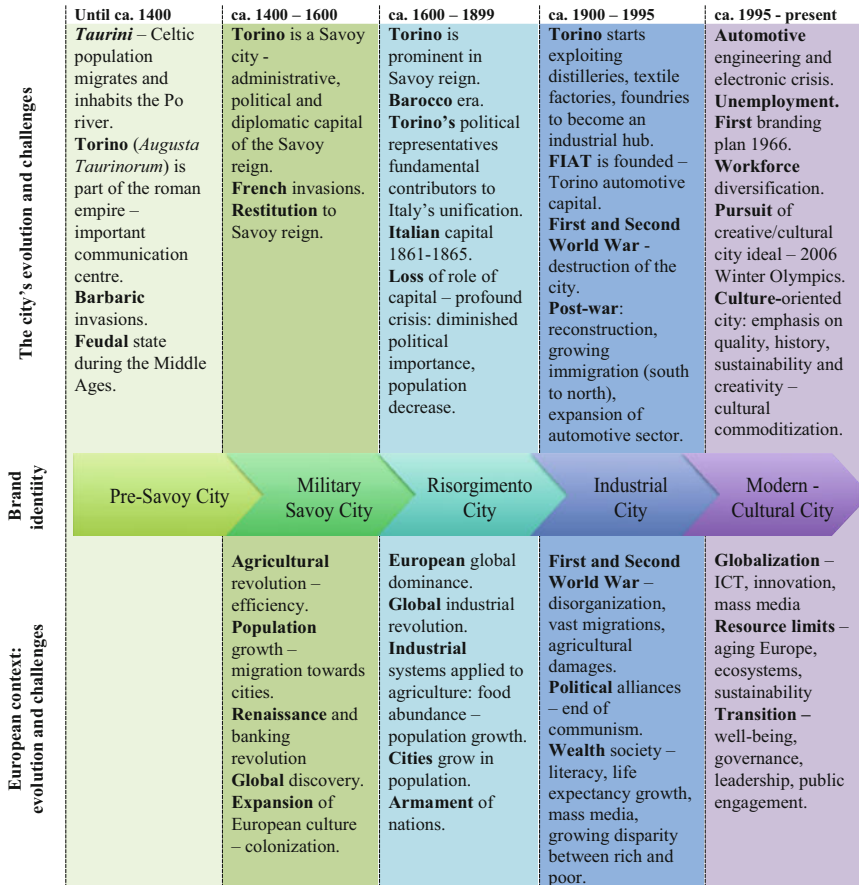 Until ca. 1400
ca. 1400 – 1600
ca. 1600 – 1899
ca. 1900 – 1995
ca. 1995 - present
The city's evolution and challenges
Taurini – Celtic
population
migrates and
inhabits the Po
river.
Torino (Augusta
Taurinorum) is
part of the roman
empire –
important
communication
centre.
Barbaric
invasions.
Feudal state
during the Middle
Ages.
Torino is a Savoy
city -
administrative,
political and
diplomatic capital
of the Savoy
reign.
French invasions.
Restitution to
Savoy reign.
Torino is
prominent in
Savoy reign.
Barocco era.
Torino's political
representatives
fundamental
contributors to
Italy's unification.
Italian capital
1861-1865.
Loss of role of
capital – profound
crisis: diminished
political
importance,
population
decrease.
Torino starts
exploiting
distilleries, textile
factories, foundries
to become an
industrial hub.
FIAT is founded –
Torino automotive
capital.
First and Second
World War -
destruction of the
city.
Post-war:
reconstruction,
growing
immigration (south
to north),
expansion of
automotive sector.
Automotive
engineering and
electronic crisis.
Unemployment.
First branding
plan 1966.
Workforce
diversification.
Pursuit of
creative/cultural
city ideal – 2006
Winter Olympics.
Culture-oriented
city: emphasis on
quality, history,
sustainability and
creativity –
cultural
commoditization.
Brand
identiity
Pre-Savoy City
Military
Savoy City
Risorgimento
City
Industrial
City
Modern -
Cultural City
European context:
evolution and challenges
Agricultural
revolution –
efficiency.
Population
growth –
migration towards
cities.
Renaissance and
banking
revolution
Global discovery.
Expansion of
European culture
– colonization.
European global
dominance.
Global industrial
revolution.
Industrial
systems applied to
agriculture: food
abundance –
population growth.
Cities grow in
population.
Armament of
nations.
First and Second
World War –
disorganization,
vast migrations,
agricultural
damages.
Political alliances
– end of
communism.
Wealth society –
literacy, life
expectancy growth,
mass media,
growing disparity
between rich and
poor.
Globalization –
ICT, innovation,
mass media
Resource limits –
aging Europe,
ecosystems,
sustainability
Transition –
well-being,
governance,
leadership, public
engagement.